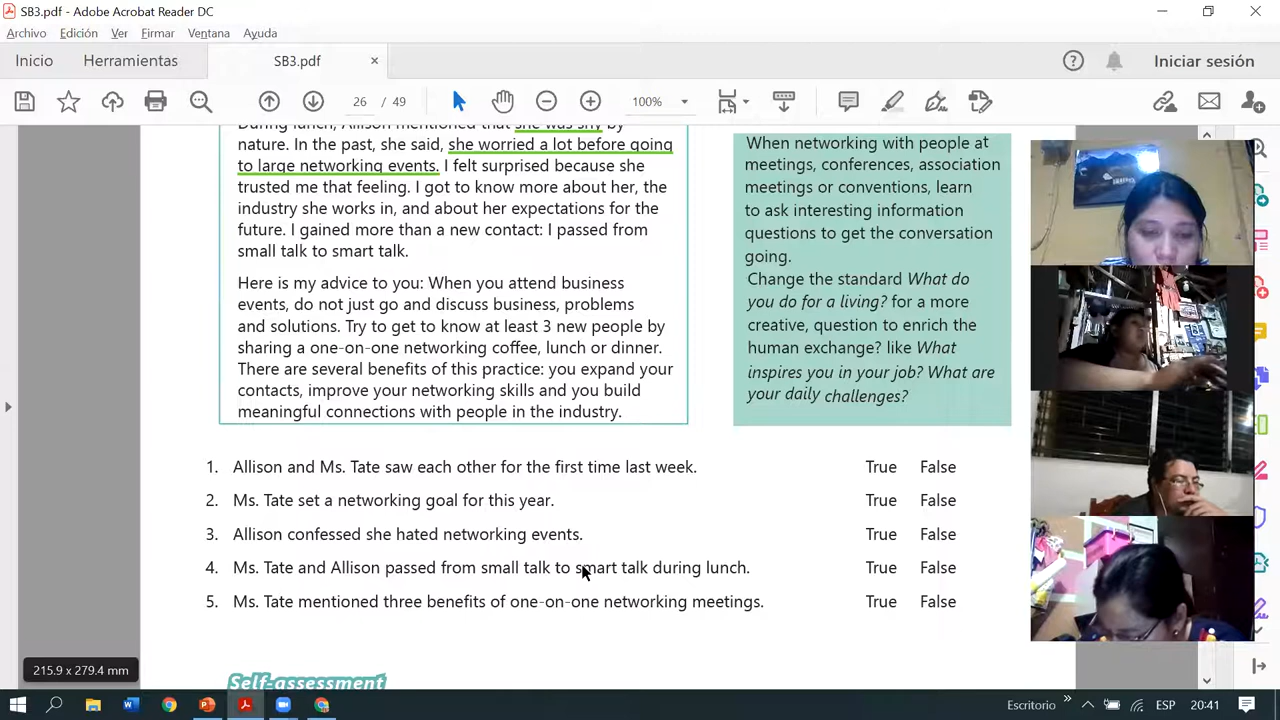 SB3.pdf - Adobe Acrobat Reader DC
Archivo Edición Ver Firmar Ventana Ayuda
Inicio Herramientas SB3.pdf × Iniciar sesión
26 / 49 100%
During lunch, Allison mentioned that she was shy by
nature. In the past, she said, she worried a lot before going
to large networking events. I felt surprised because she
trusted me that feeling. I got to know more about her, the
industry she works in, and about her expectations for the
future. I gained more than a new contact: I passed from
small talk to smart talk.
Here is my advice to you: When you attend business
events, do not just go and discuss business, problems
and solutions. Try to get to know at least 3 new people by
sharing a one-on-one networking coffee, lunch or dinner.
There are several benefits of this practice: you expand your
contacts, improve your networking skills and you build
meaningful connections with people in the industry.
When networking with people at
meetings, conferences, association
meetings or conventions, learn
to ask interesting information
questions to get the conversation
going.
Change the standard What do
you do for a living? for a more
creative, question to enrich the
human exchange? like What
inspires you in your job? What are
your daily challenges?
1. Allison and Ms. Tate saw each other for the first time last week. True False
2. Ms. Tate set a networking goal for this year. True False
3. Allison confessed she hated networking events. True False
4. Ms. Tate and Allison passed from small talk to smart talk during lunch. True False
5. Ms. Tate mentioned three benefits of one-on-one networking meetings. True False
215.9 x 279.4 mm
Self-assessment
Escritorio » ESP 20:41